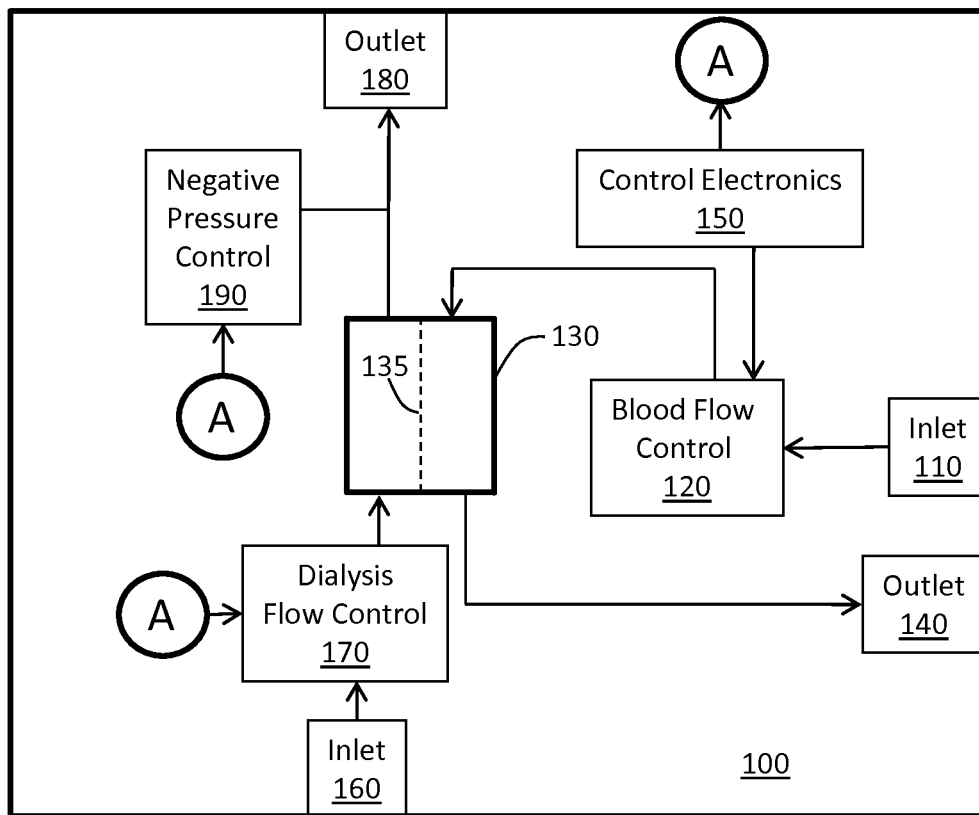 Outlet
180
A
Negative
Pressure
Control
190
Control Electronics
150
135
130
A
Blood Flow
Control
120
Inlet
110
Dialysis
Flow Control
170
A
Outlet
140
Inlet
160
100